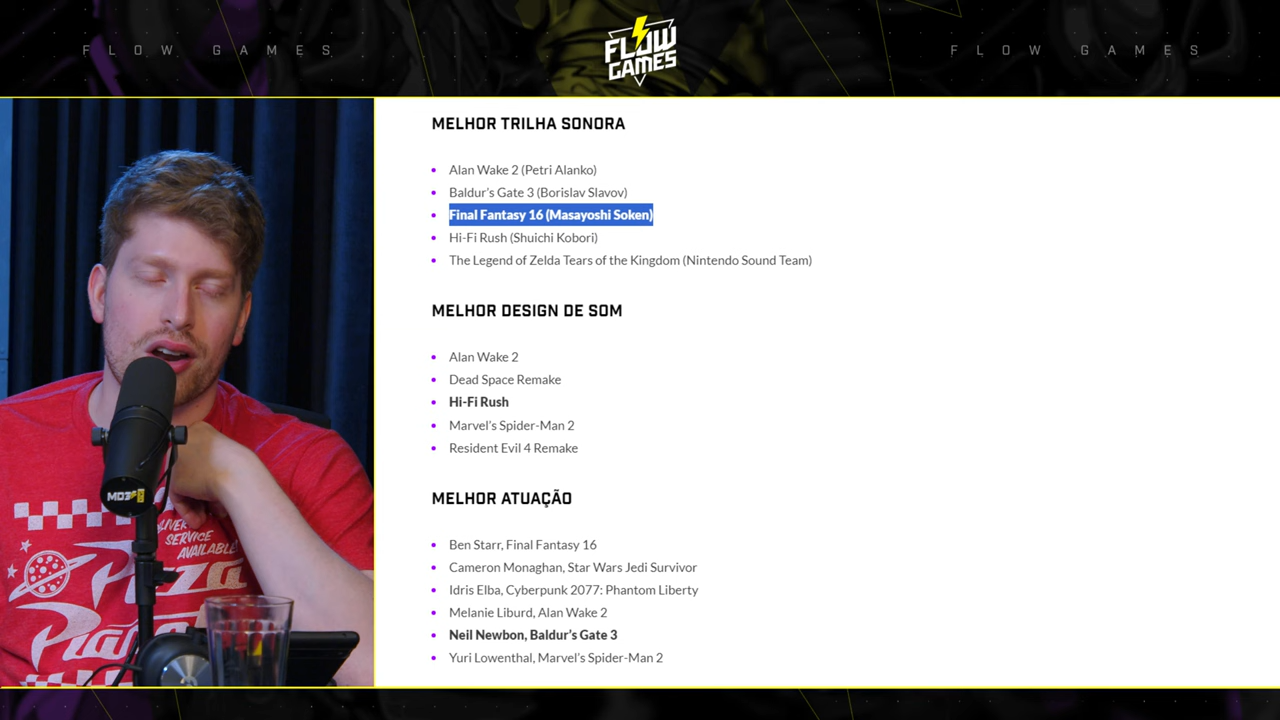 FLOW GAMES
FLOW GAMES
FLOW GAMES
MELHOR TRILHA SONORA
Alan Wake 2 (Petri Alanko)
Baldur's Gate 3 (Borislav Slavov)
Final Fantasy 16 (Masayoshi Soken)
Hi-Fi Rush (Shuichi Kobori)
The Legend of Zelda Tears of the Kingdom (Nintendo Sound Team)
MELHOR DESIGN DE SOM
Alan Wake 2
Dead Space Remake
Hi-Fi Rush
Marvel's Spider-Man 2
Resident Evil 4 Remake
MELHOR ATUAÇÃO
Ben Starr, Final Fantasy 16
Cameron Monaghan, Star Wars Jedi Survivor
Idris Elba, Cyberpunk 2077: Phantom Liberty
Melanie Liburd, Alan Wake 2
Neil Newbon, Baldur's Gate 3
Yuri Lowenthal, Marvel's Spider-Man 2
SERVICE
AVAILABLE
Pizza
Planet